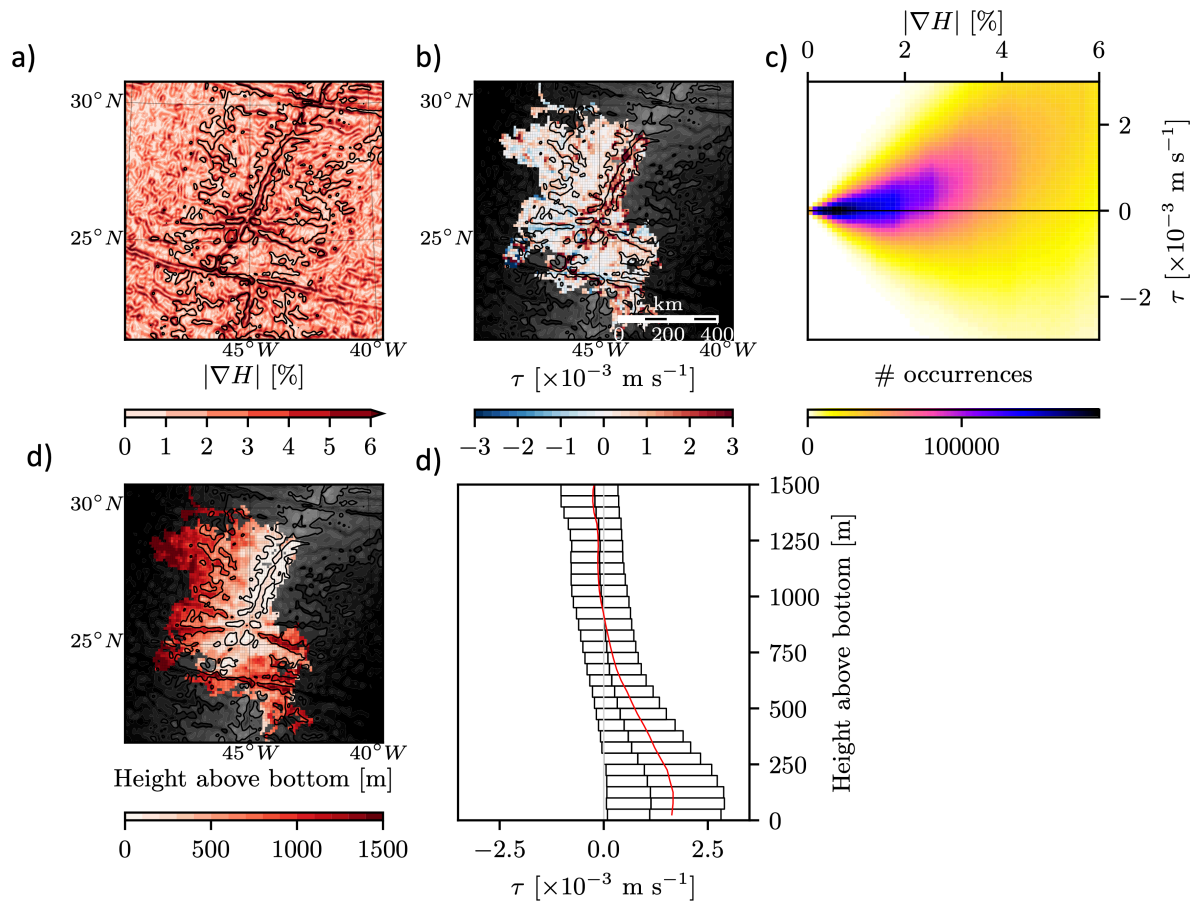 a)
30°N
25°N
45°W
40°W
|∇H| [%]
0 1 2 3 4 5 6
b)
30°N
25°N
km
0 200 400
45°W
40°W
τ [×10−3 m s−1]
−3 −2 −1 0 1 2 3
c)
|∇H| [%]
0 2 4 6
2
0
−2
τ [×10−3 m s−1]
# occurrences
0 100000
d)
30°N
25°N
45°W
40°W
Height above bottom [m]
0 500 1000 1500
d)
1500
1250
1000
750
500
250
0
Height above bottom [m]
−2.5 0.0 2.5
τ [×10−3 m s−1]